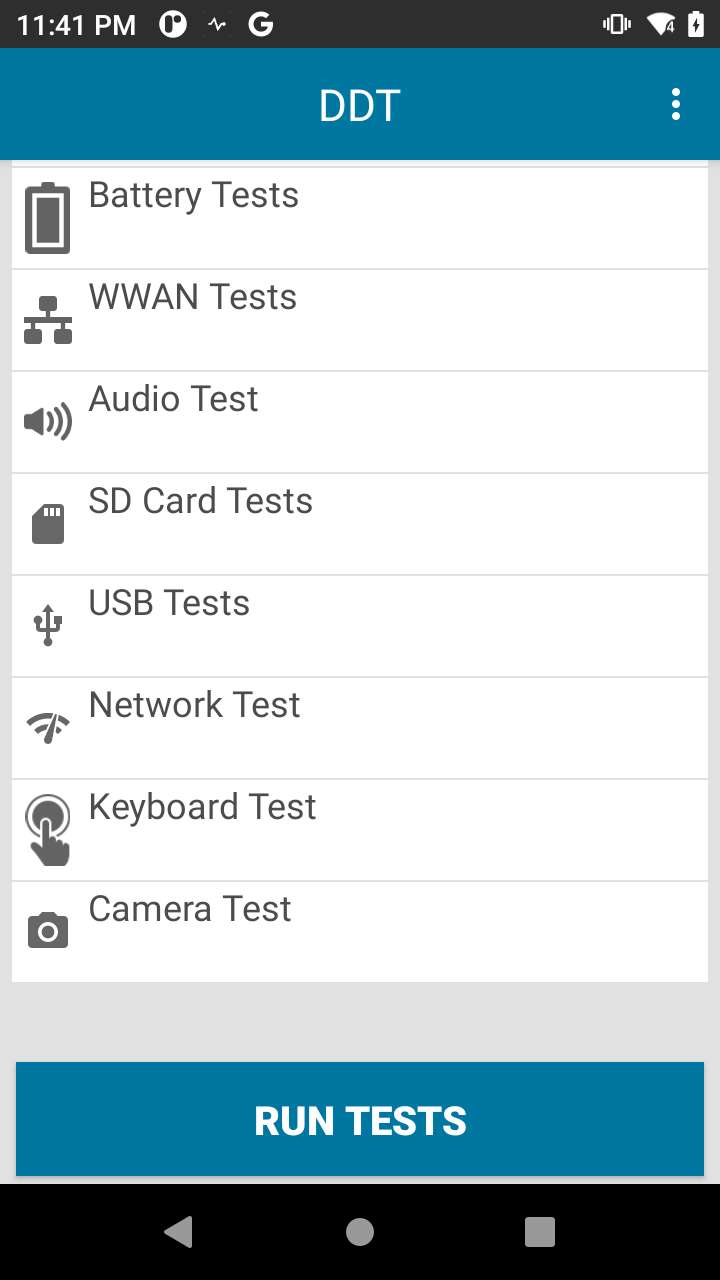 11:41 PM
DDT
Battery Tests
WWAN Tests
Audio Test
SD Card Tests
USB Tests
Network Test
Keyboard Test
Camera Test
RUN TESTS